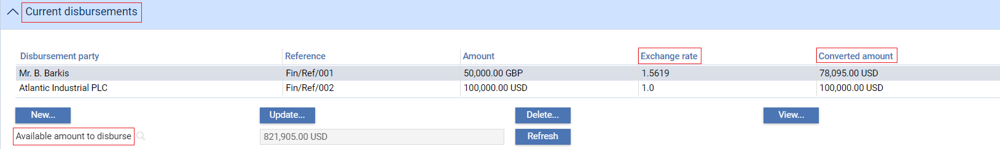 Current disbursements
Disbursement party Reference Amount Exchange rate Converted amount
Mr. B. Barkis Fin/Ref/001 50,000.00 GBP 1.5619 78,095.00 USD
Atlantic Industrial PLC Fin/Ref/002 100,000.00 USD 1.0 100,000.00 USD
New... Update... Delete... View...
Available amount to disburse 821,905.00 USD Refresh